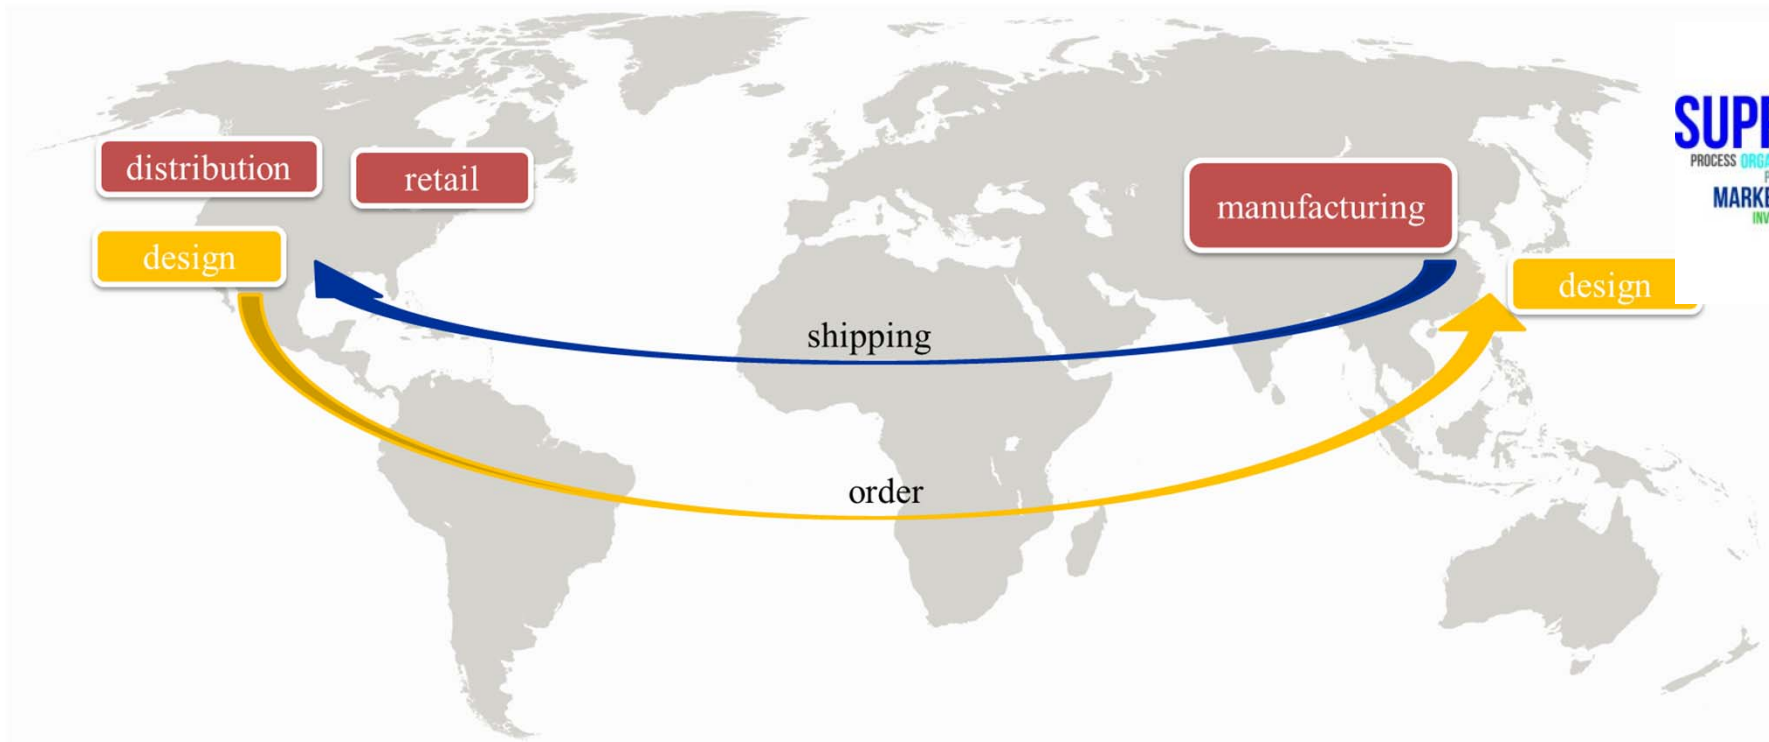 distribution
retail
manufacturing
design
design
shipping
order
PROCESS